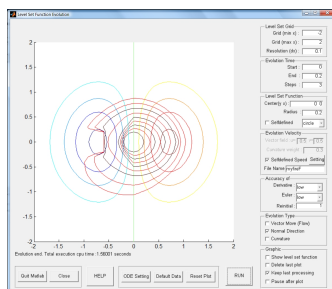 Level Set Function Evolution
Level Set Grid
Grid (min x) : -2
Grid (max x) : 2
Resolution (dx) : 0.1
Evolution Time
Start : 0
End : 0.2
Steps : 3
Level Set Function
Center(y x) : 0 0
Radius : 0.2
Selfdefined circle
Evolution Velocity
Constant
0.5
Selfdefined Speed Setting
File Name
Accuracy of
Derivative : low
Euler : low
Reinitial : 1
Evolution Type
Vector Move (Flow)
Normal Direction
Curvature
Graphic
Show level set function
Delete last plot
Keep last processing
Pause after plot
2
1.5
1
0.5
0
-0.5
-1
-1.5
-2
-2 -1.5 -1 -0.5 0 0.5 1 1.5 2
Evolution end. Total execution cpu time :1.56001 seconds
Quit Matlab Close HELP ODE Setting Default Data Reset Plot RUN